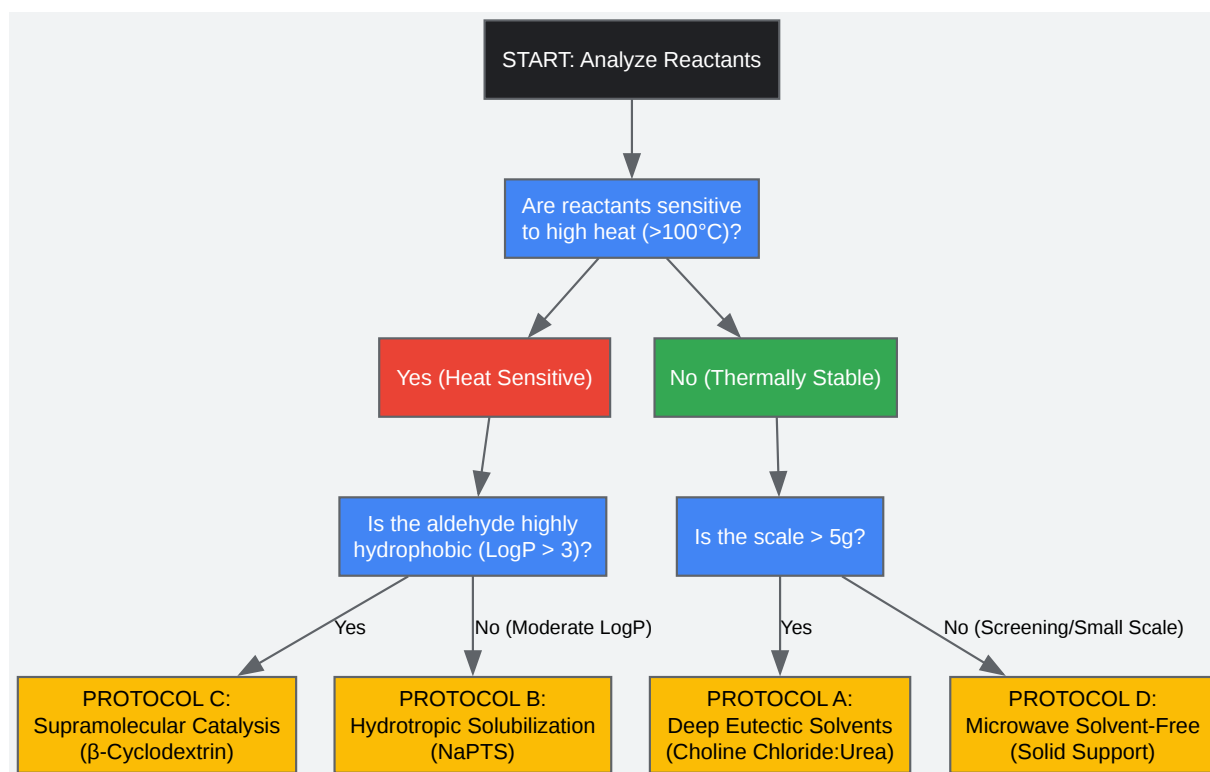 START: Analyze Reactants
Are reactants sensitive
to high heat (>100°C)?
Yes (Heat Sensitive)
No (Thermally Stable)
Is the aldehyde highly
hydrophobic (LogP > 3)?
Is the scale > 5g?
Yes
No (Moderate LogP)
Yes
No (Screening/Small Scale)
PROTOCOL C:
Supramolecular Catalysis
(β-Cyclodextrin)
PROTOCOL B:
Hydrotropic Solubilization
(NaPTS)
PROTOCOL A:
Deep Eutectic Solvents
(Choline Chloride:Urea)
PROTOCOL D:
Microwave Solvent-Free
(Solid Support)